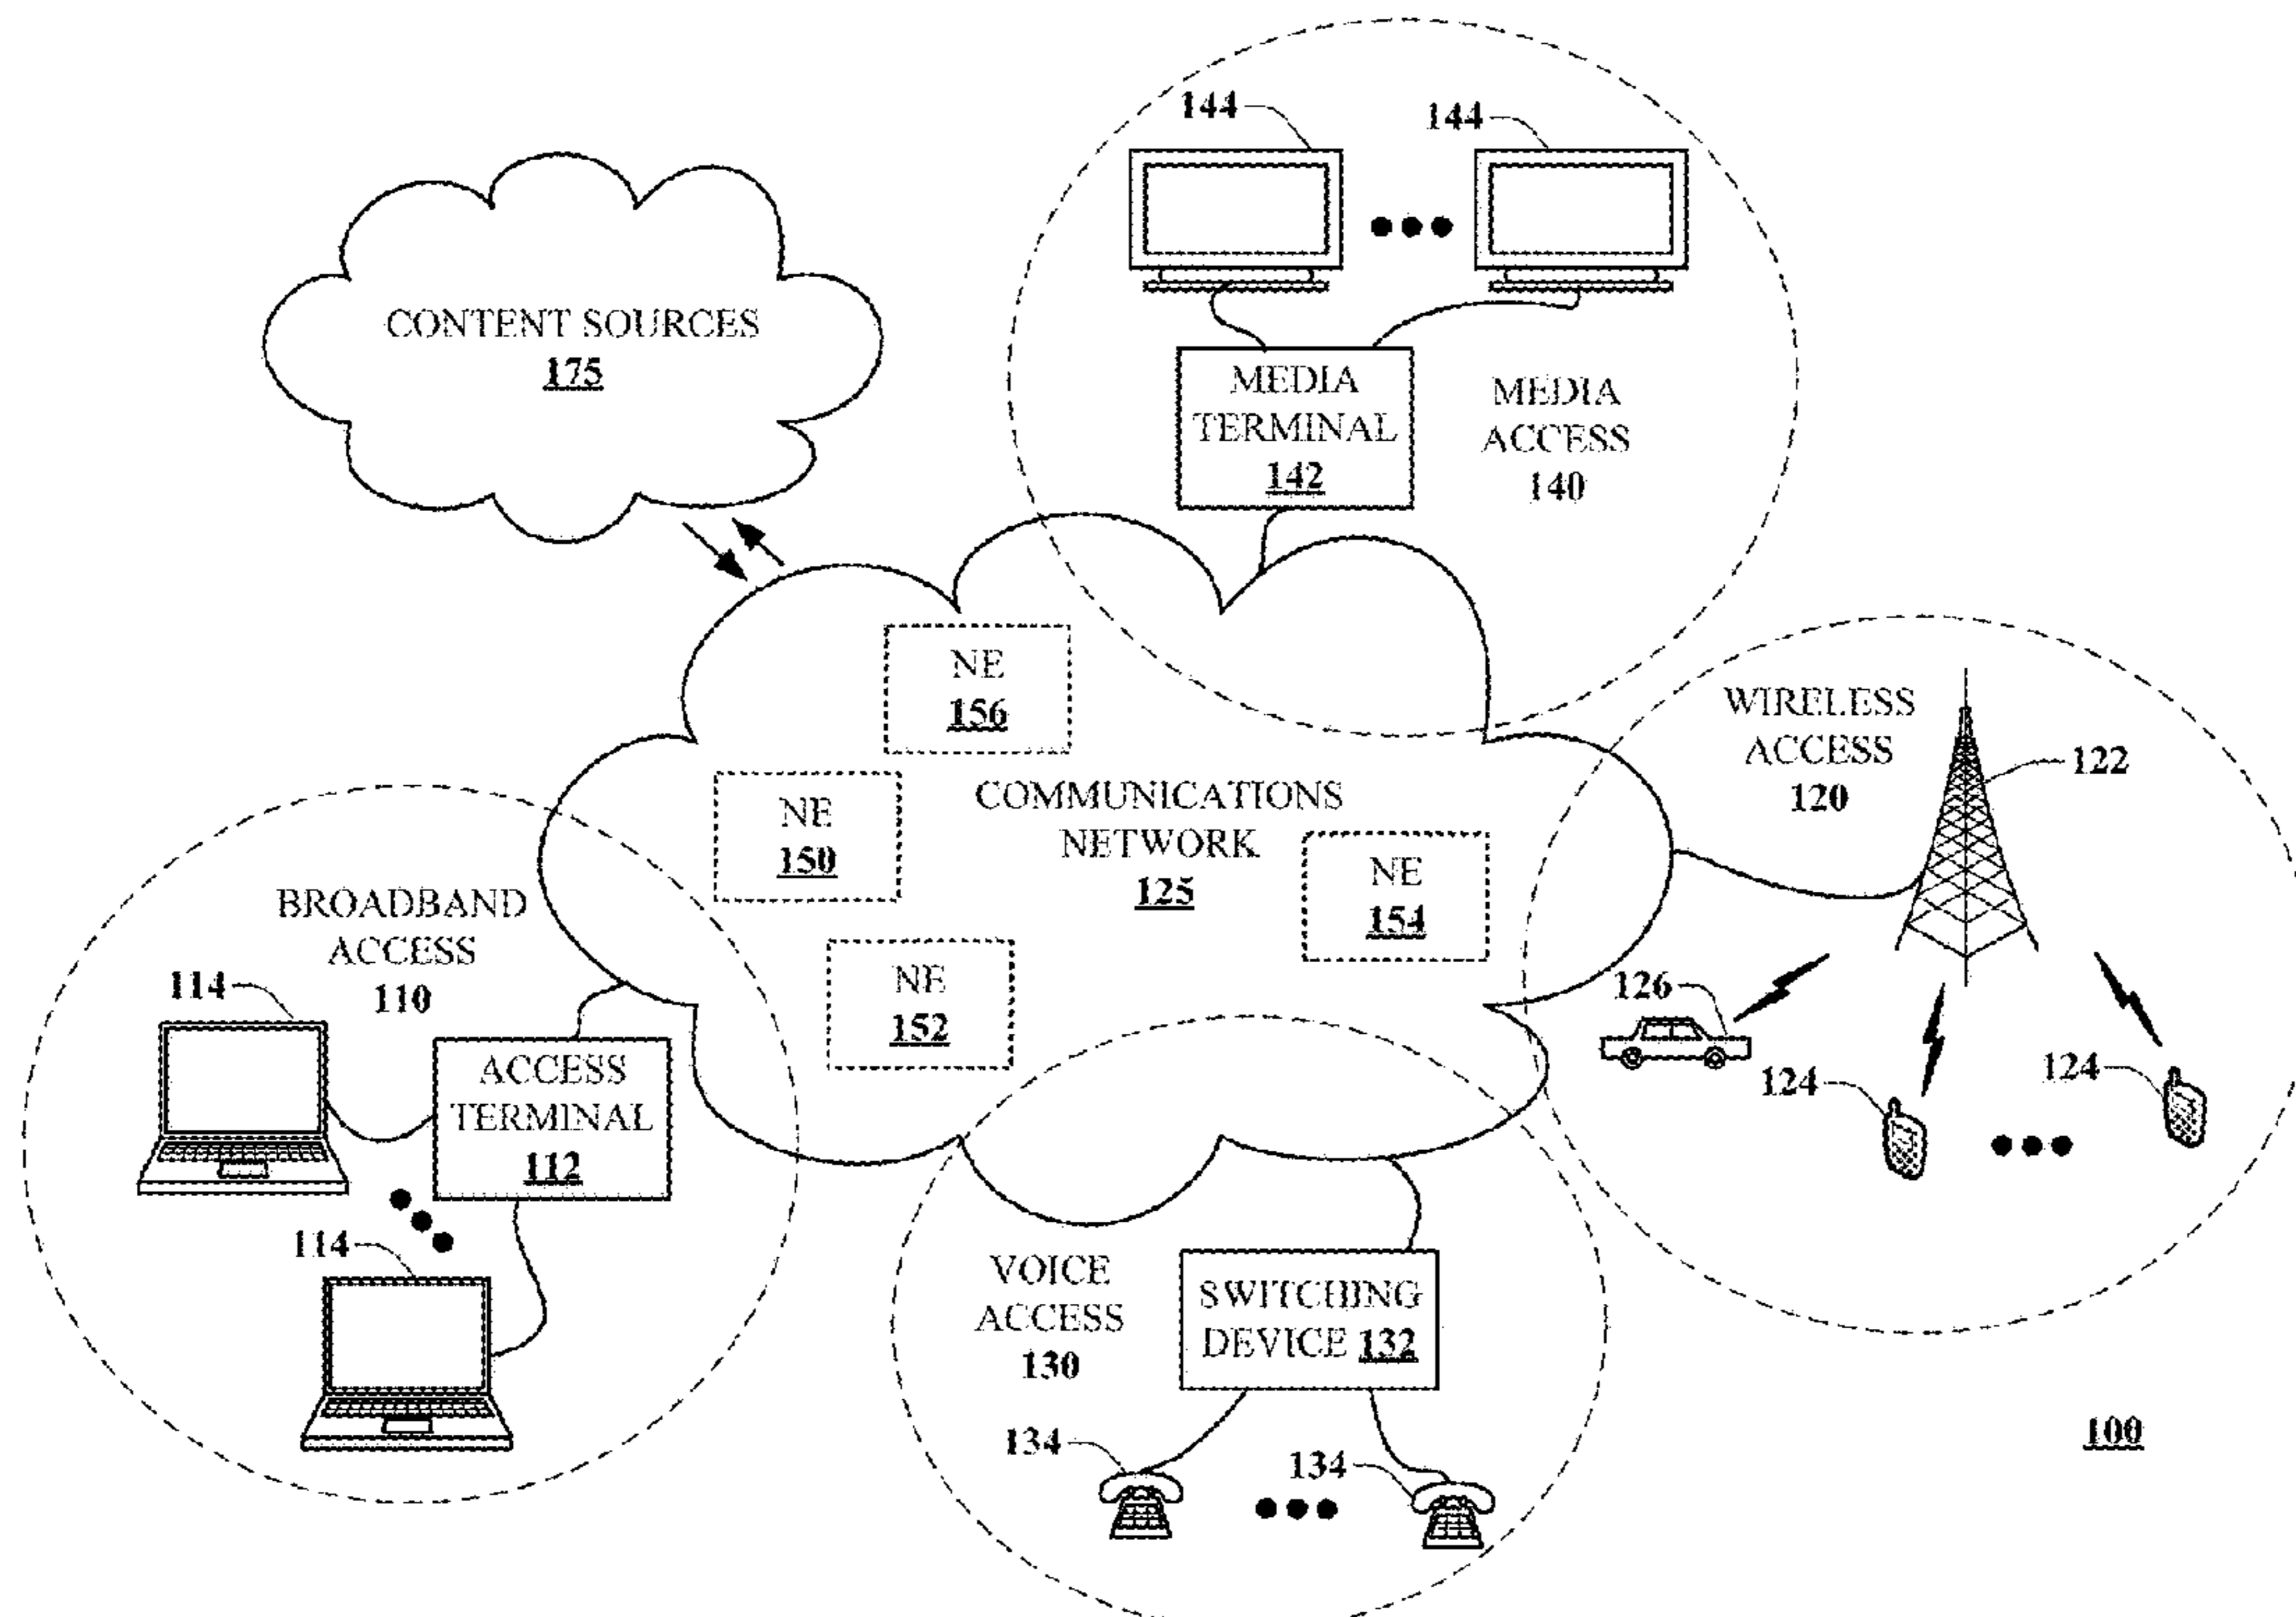 144
144
CONTENT SOURCES
175
MEDIA
TERMINAL
142
MEDIA
ACCESS
140
NE
156
WIRELESS
ACCESS
120
122
NE
150
COMMUNICATIONS
NETWORK
125
NE
154
BROADBAND
ACCESS
110
114
NE
152
126
124
124
ACCESS
TERMINAL
112
114
VOICE
ACCESS
130
SWITCHING
DEVICE 132
134
134
100